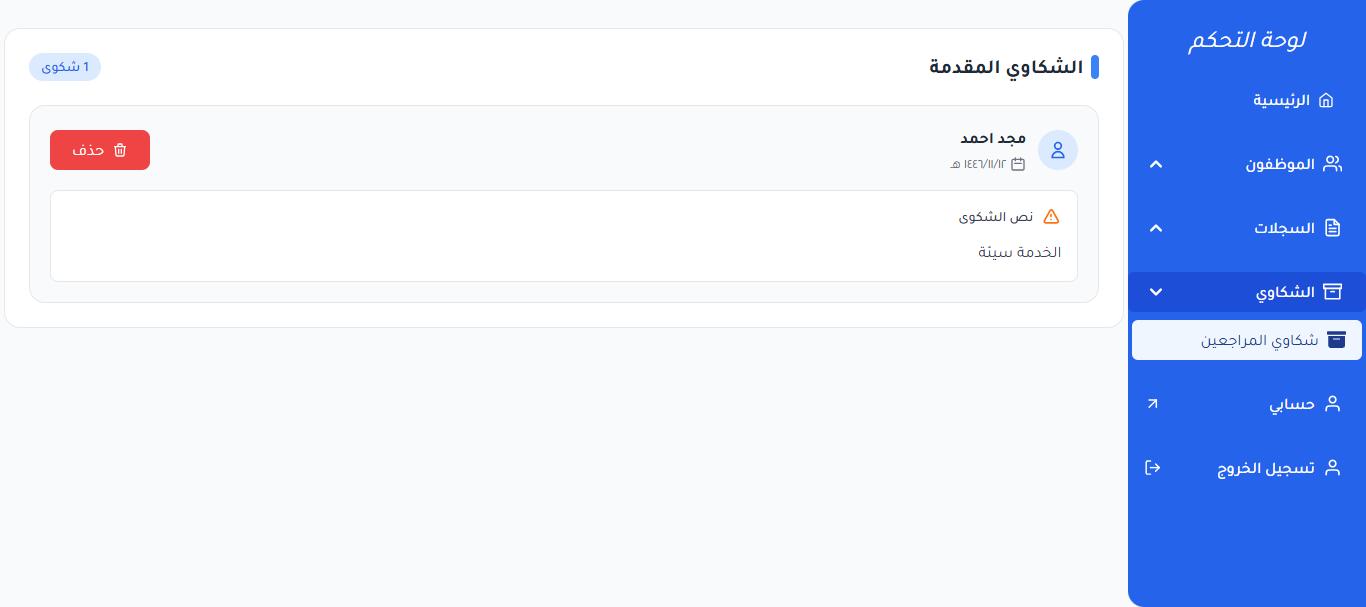 لوحة التحكم
الرئيسية
الموظفون
السجلات
الشكاوي
شكاوي المراجعين
حسابي
تسجيل الخروج
الشكاوي المقدمة
1 شكوى
مجد احمد
١٤٤٦/١١/١٢ هـ
حذف
نص الشكوى
الخدمة سيئة